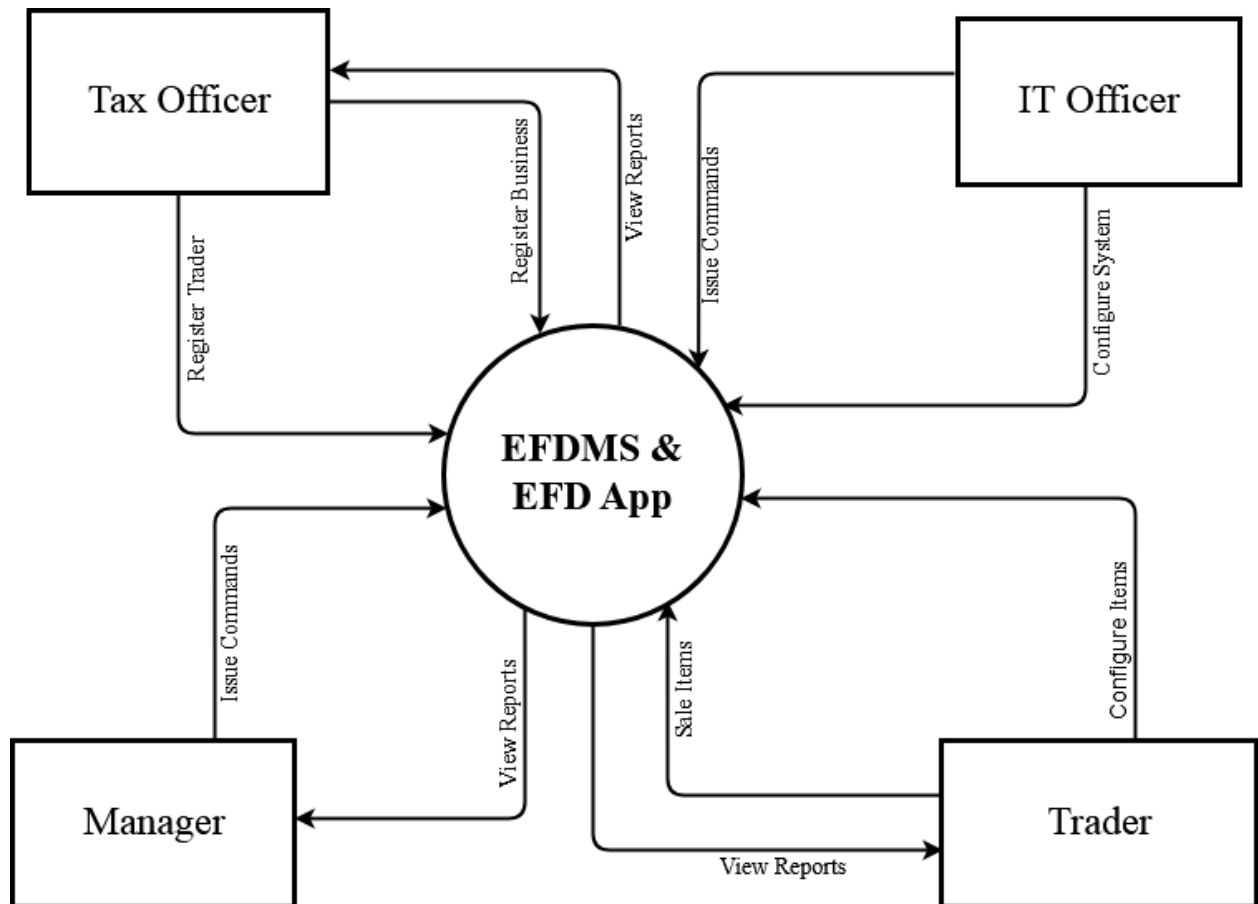 Tax Officer
IT Officer
View Reports
Register Business
Issue Commands
Register Trader
Configure System
EFDMS &
EFD App
Issue Commands
View Reports
Sale Items
Configure Items
Manager
Trader
View Reports